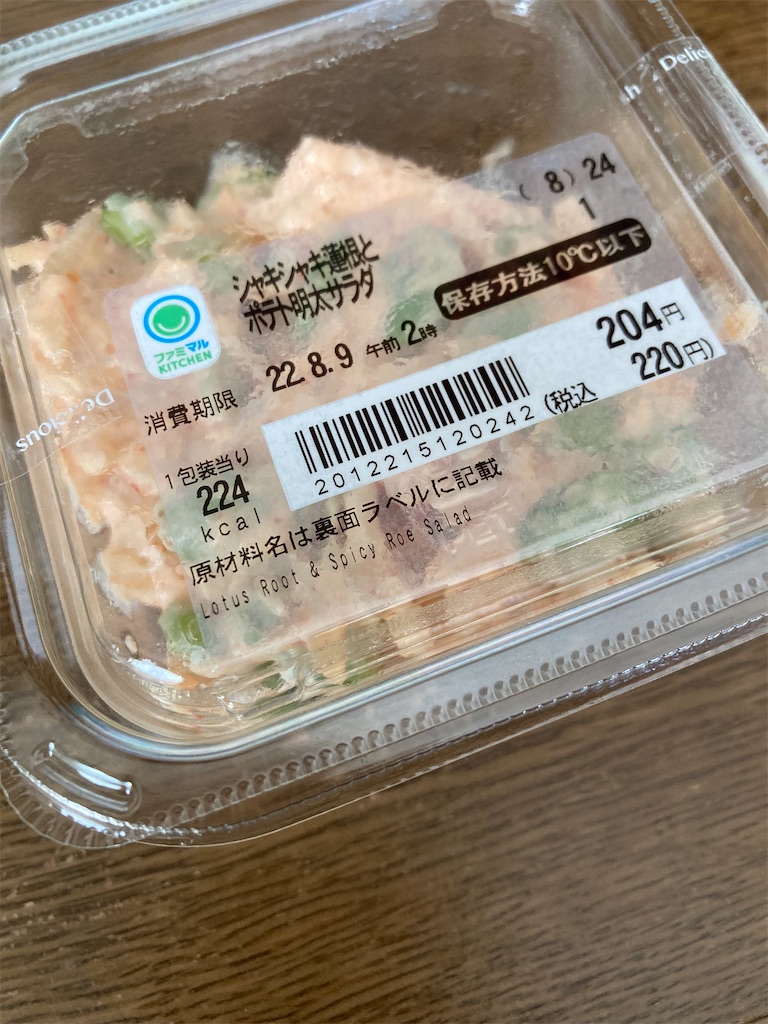 Delic
( 8) 24
1
シャキシャキ蓮根と
ポテト明太サラダ
保存方法10℃以下
ファミマル
KITCHEN
消費期限 22.8.9 午前 2時
204円
(税込 220円)
2012215120242
1包装当り
224
kcal
原材料名は裏面ラベルに記載
Lotus Root & Spicy Roe Salad
Delicious